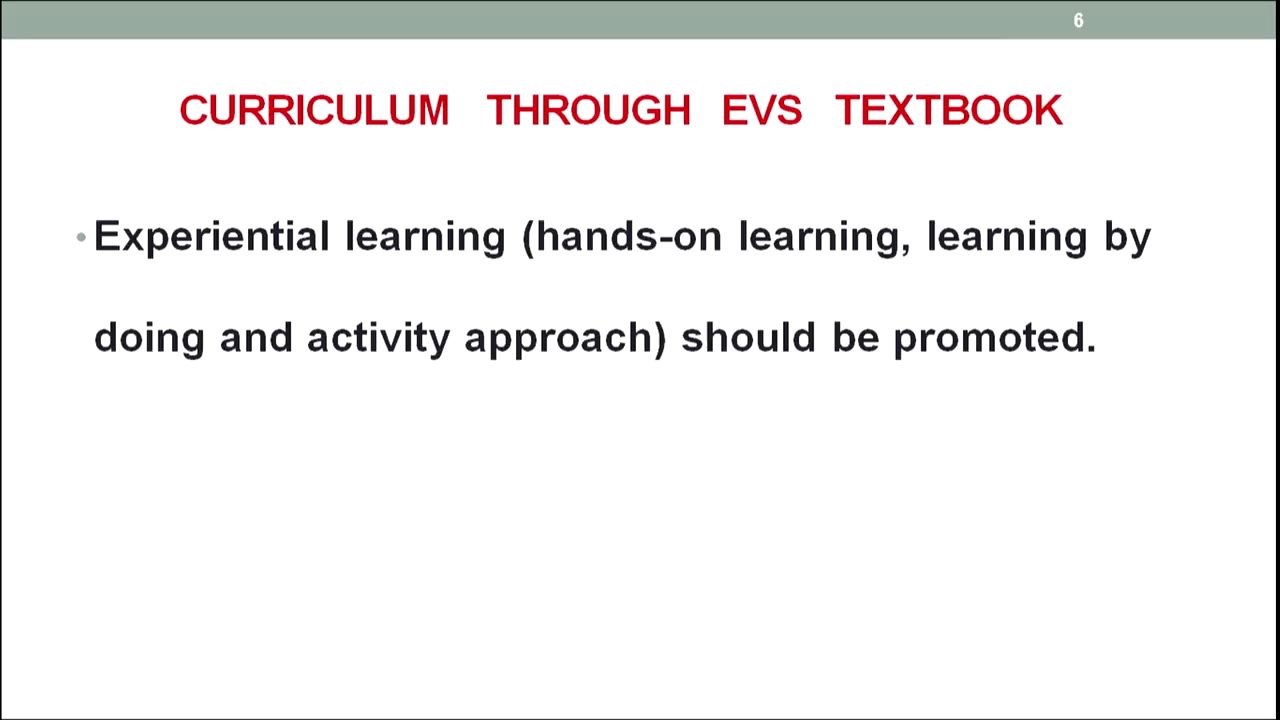 6
CURRICULUM THROUGH EVS TEXTBOOK
• Experiential learning (hands-on learning, learning by
doing and activity approach) should be promoted.